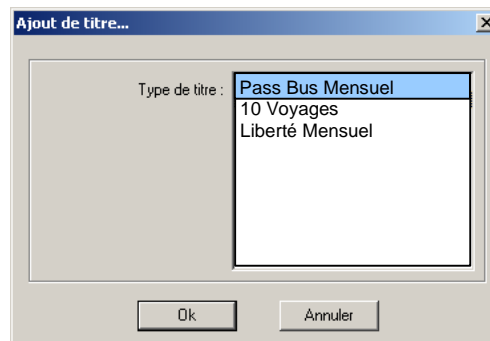 Ajout de titre...
Type de titre :
Pass Bus Mensuel
10 Voyages
Liberté Mensuel
Ok
Annuler